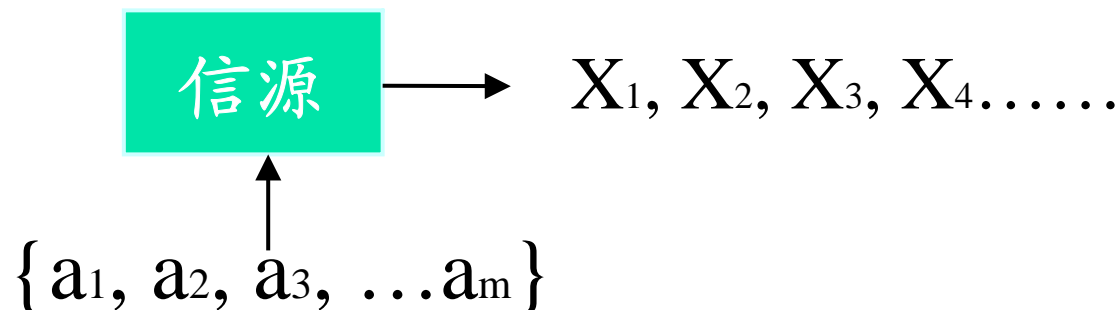 信源
X1, X2, X3, X4……
{a1, a2, a3, …am}